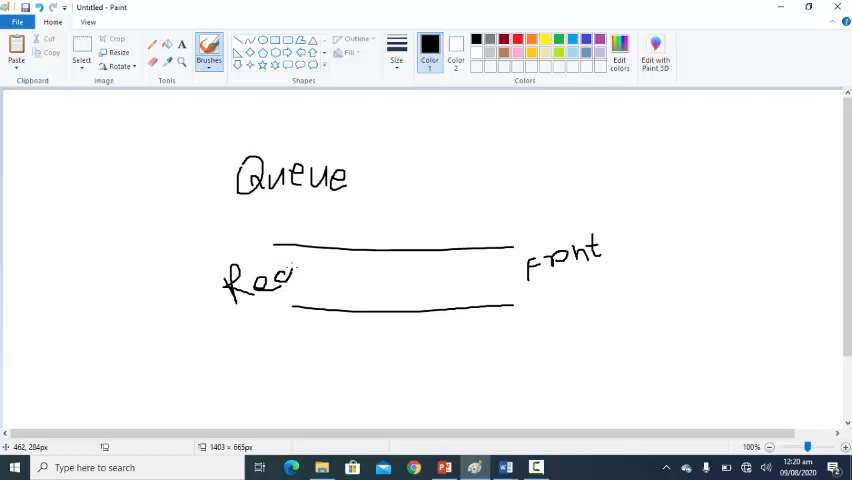 Untitled - Paint
File
Home
View
Paste
Cut
Copy
Clipboard
Select
Crop
Resize
Rotate
Image
Tools
Brushes
Shapes
Outline
Fill
Size
Color 1
Color 2
Colors
Edit colors
Edit with Paint 3D
Queue
Front
462, 284px
1403 × 665px
100%
Type here to search
12:20 am
09/08/2020
2